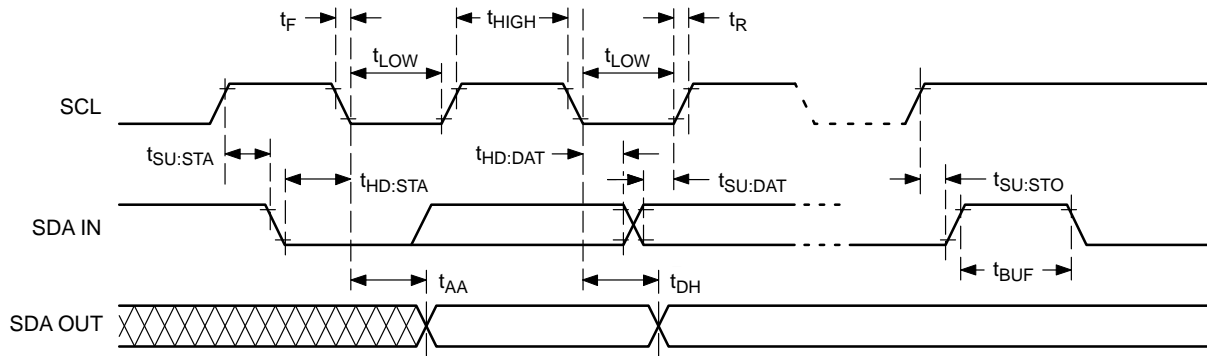 tF
tHIGH
tR
tLOW
tLOW
SCL
tSU:STA
tHD:STA
tHD:DAT
tSU:DAT
tSU:STO
SDA IN
tBUF
tAA
tDH
SDA OUT